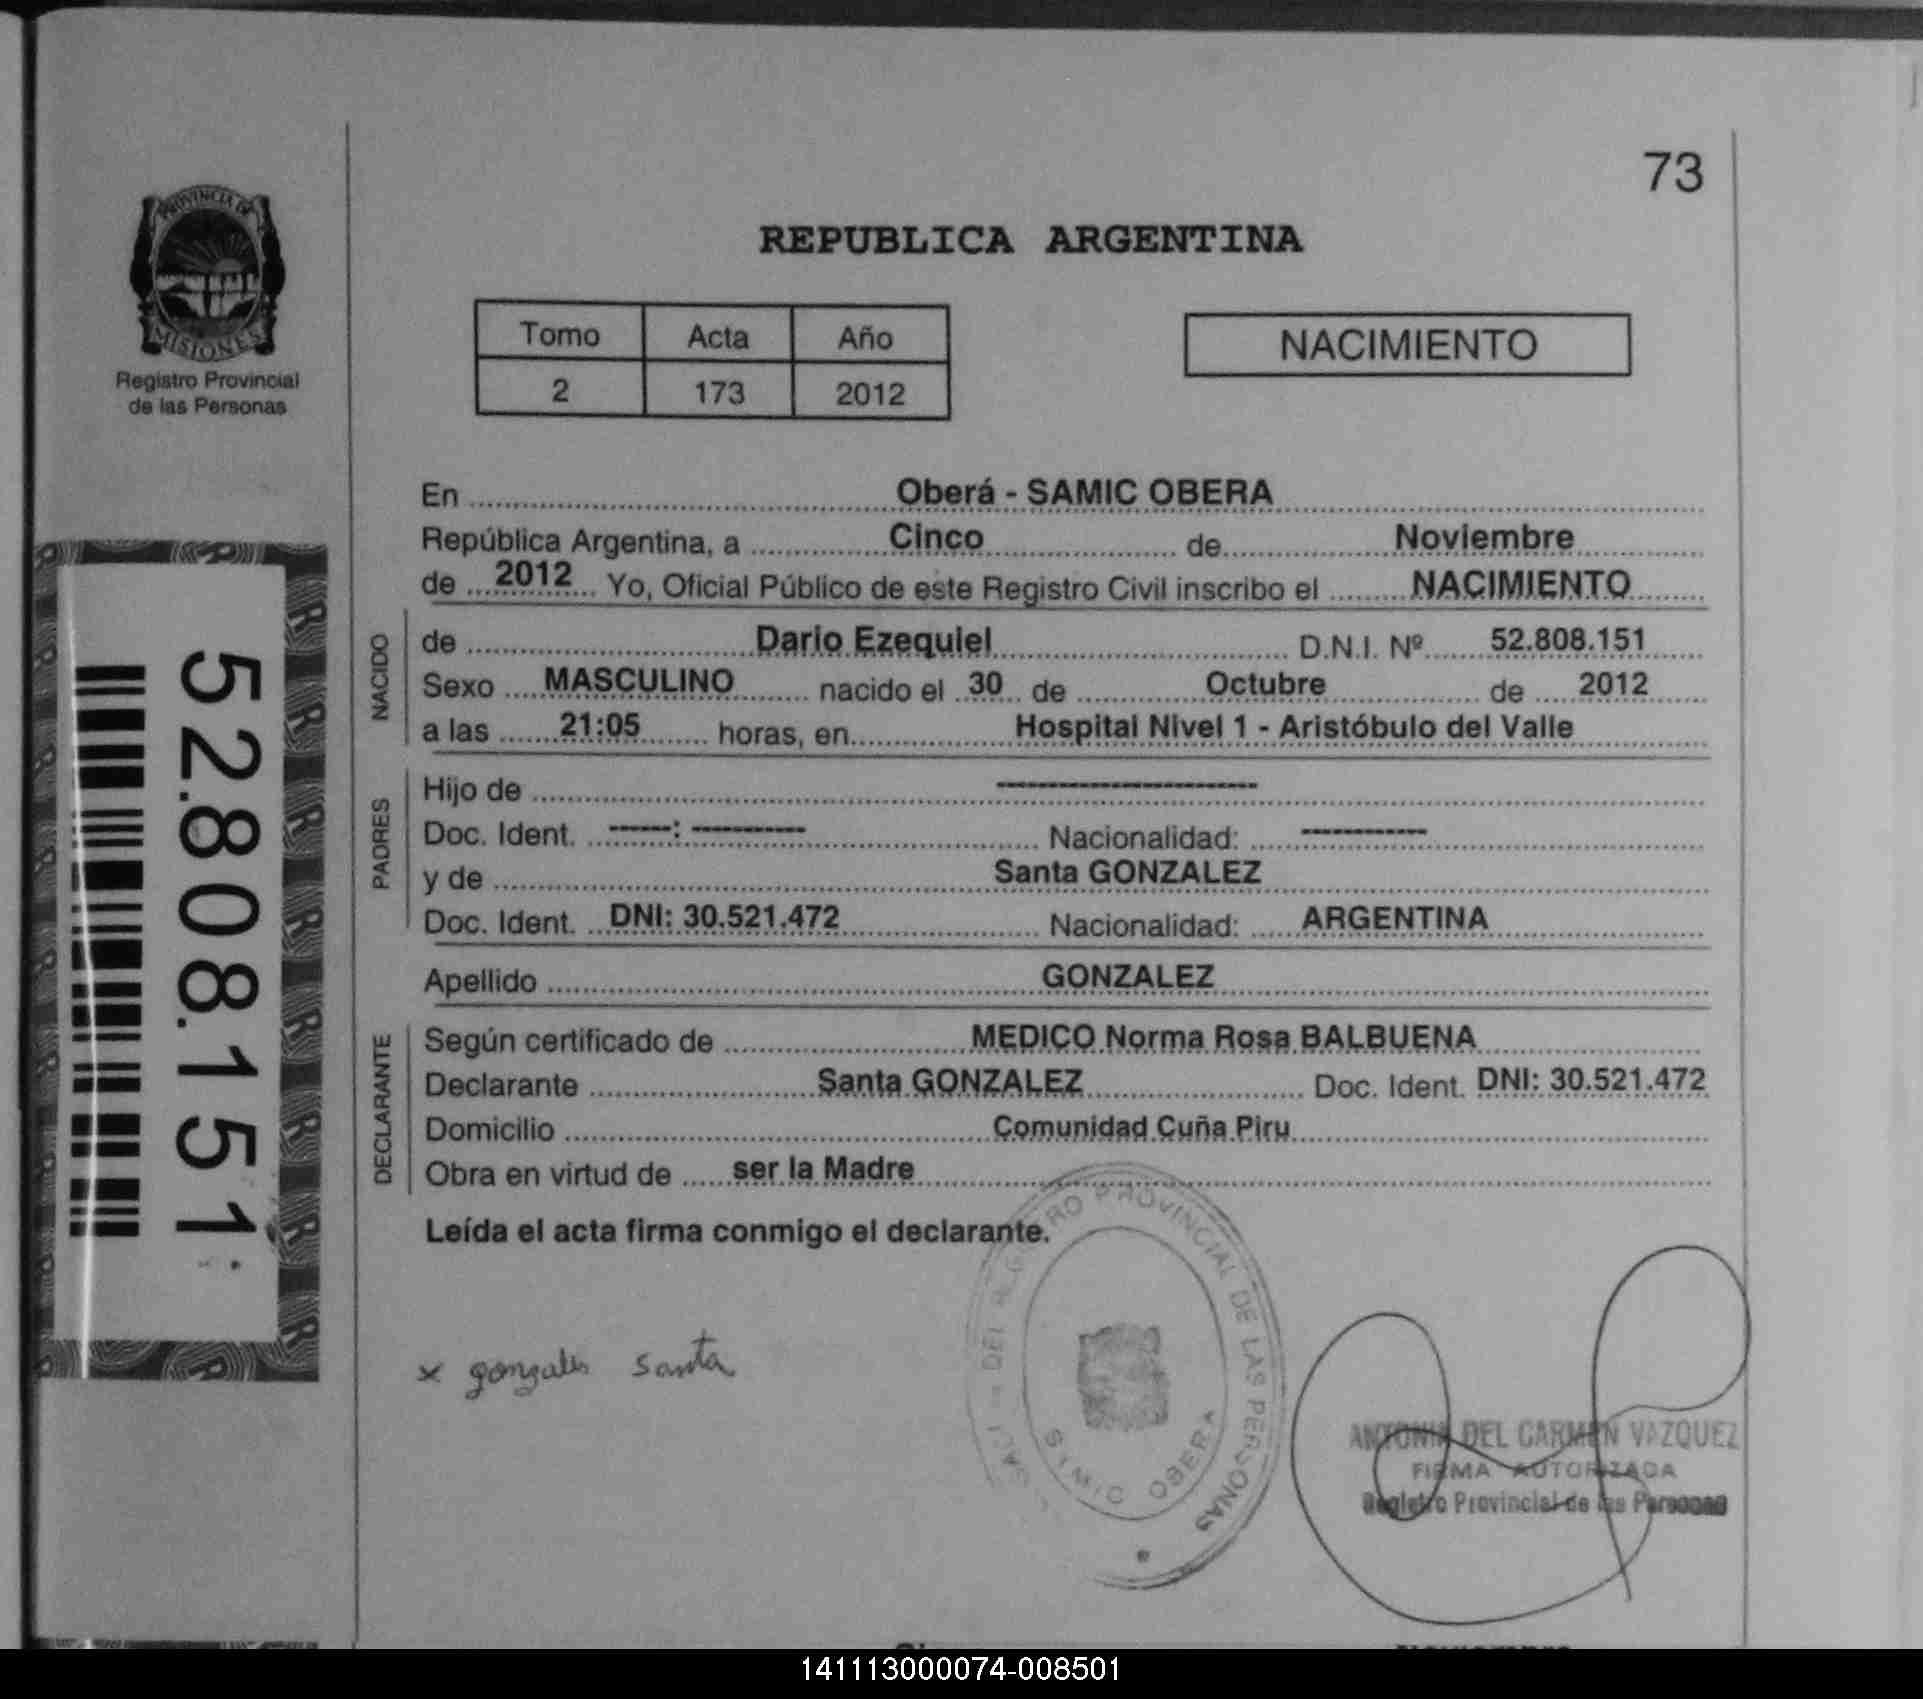 73
PROVINCIA DE
MISIONES
Registro Provincial
de las Personas
REPUBLICA ARGENTINA
Tomo Acta Año
2 173 2012
NACIMIENTO
En Oberá - SAMIC OBERA
República Argentina, a Cinco de Noviembre
de 2012 Yo, Oficial Público de este Registro Civil inscribo el NACIMIENTO
NACIDO
de Dario Ezequiel D.N.I. Nº 52.808.151
Sexo MASCULINO nacido el 30 de Octubre de 2012
a las 21:05 horas, en Hospital Nivel 1 - Aristóbulo del Valle
PADRES
Hijo de ----------------------
Doc. Ident. ------: ---------- Nacionalidad: ------------
y de Santa GONZALEZ
Doc. Ident. DNI: 30.521.472 Nacionalidad: ARGENTINA
Apellido GONZALEZ
DECLARANTE
Según certificado de MEDICO Norma Rosa BALBUENA
Declarante Santa GONZALEZ Doc. Ident. DNI: 30.521.472
Domicilio Comunidad Cuña Piru
Obra en virtud de ser la Madre
Leída el acta firma conmigo el declarante.
52.808.151
x gonzales santa
DEL REGISTRO PROVINCIAL DE LAS PERSONAS
OBERA
ANTONIA DEL CARMEN VAZQUEZ
FIRMA AUTORIZADA
Registro Provincial de las Personas
141113000074-008501